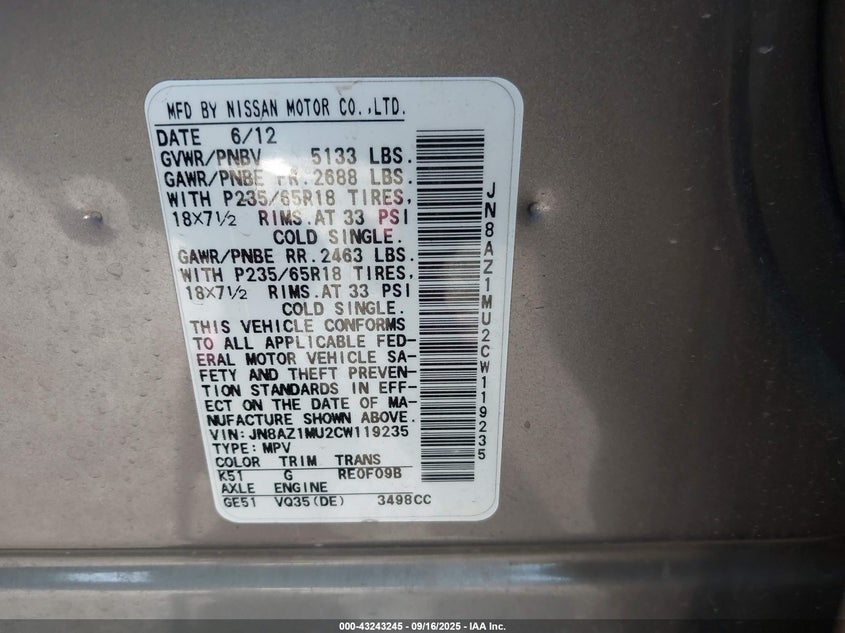 MFD BY NISSAN MOTOR CO.,LTD.
DATE 6/12
GVWR/PNBV 5133 LBS.
GAWR/PNBE FR. 2688 LBS.
WITH P235/65R18 TIRES,
18X7½ RIMS.AT 33 PSI
COLD SINGLE.
GAWR/PNBE RR. 2463 LBS.
WITH P235/65R18 TIRES,
18X7½ RIMS.AT 33 PSI
COLD SINGLE.
THIS VEHICLE CONFORMS
TO ALL APPLICABLE FED-
ERAL MOTOR VEHICLE SA-
FETY AND THEFT PREVEN-
TION STANDARDS IN EFF-
ECT ON THE DATE OF MA-
NUFACTURE SHOWN ABOVE.
VIN: JN8AZ1MU2CW119235
TYPE: MPV
COLOR TRIM TRANS
K51 G RE0F09B
AXLE ENGINE
GE51 VQ35(DE) 3498CC
JN8AZ1MU2CW119235
000-43243245 - 09/16/2025 - IAA Inc.